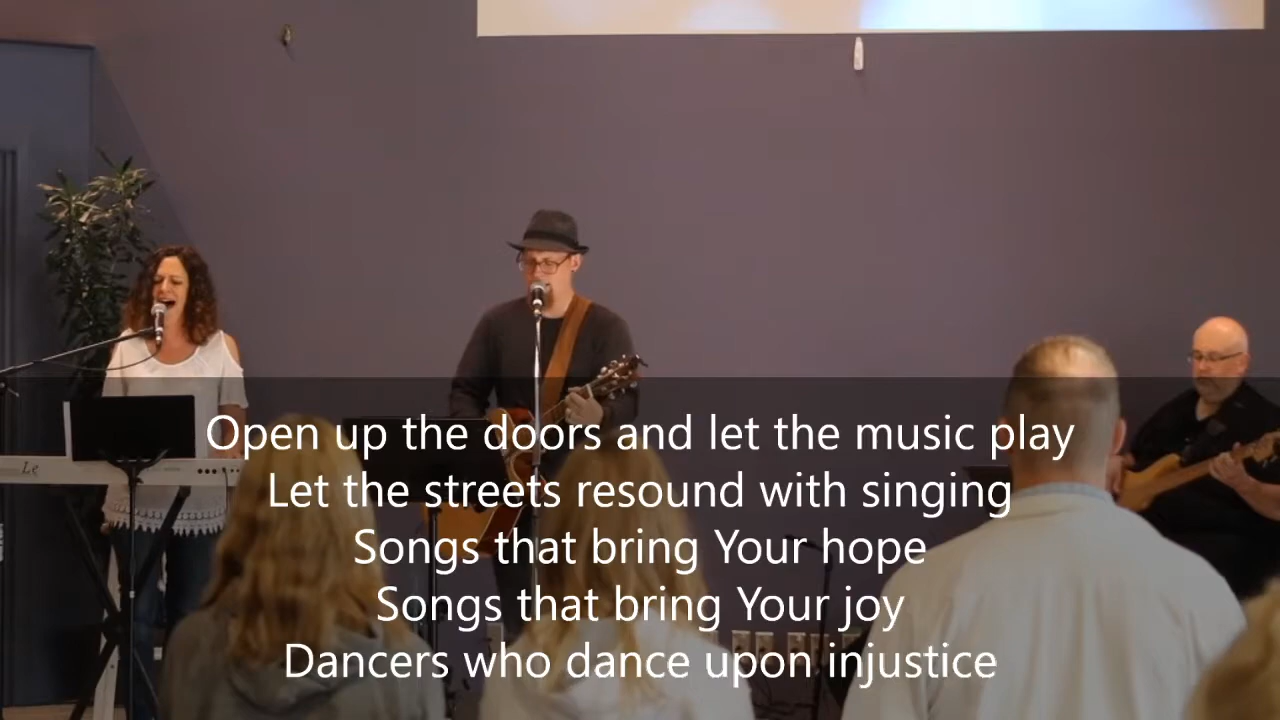 Open up the doors and let the music play
Let the streets resound with singing
Songs that bring Your hope
Songs that bring Your joy
Dancers who dance upon injustice